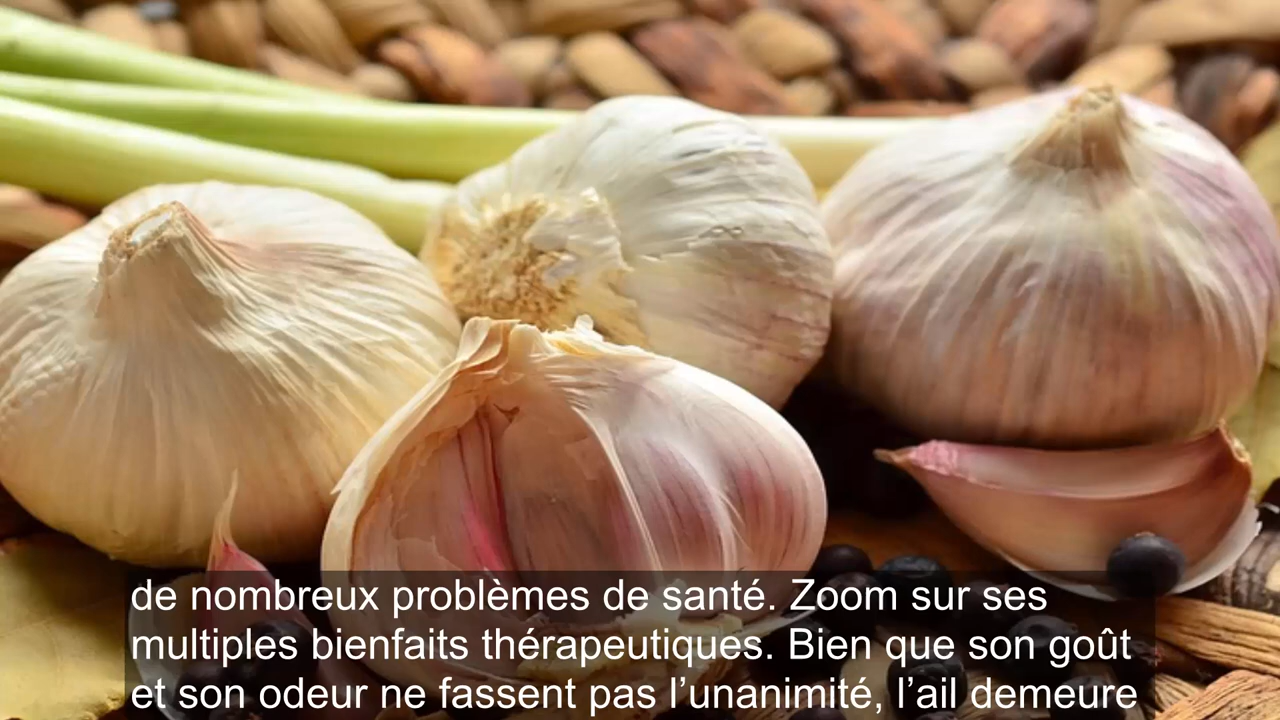 de nombreux problèmes de santé. Zoom sur ses
multiples bienfaits thérapeutiques. Bien que son goût
et son odeur ne fassent pas l’unanimité, l’ail demeure